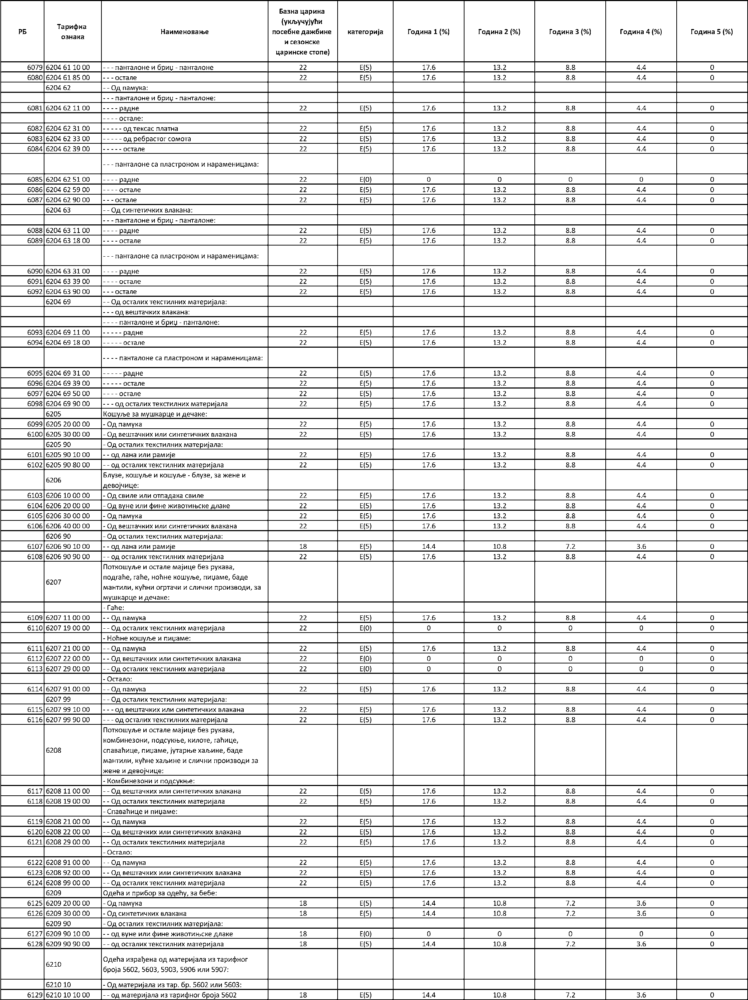 РБ Тарифна ознака Наименовање Базна царина (укључујући посебне дажбине и сезонске царинске стопе) категорија Година 1 (%) Година 2 (%) Година 3 (%) Година 4 (%) Година 5 (%)
6079 6204 61 10 00 - - - панталоне и бриџ - панталоне 22 E(5) 17.6 13.2 8.8 4.4 0
6080 6204 61 85 00 - - - остале 22 E(5) 17.6 13.2 8.8 4.4 0
6204 62 - - Од памука:
- - - панталоне и бриџ - панталоне:
6081 6204 62 11 00 - - - - радне 22 E(5) 17.6 13.2 8.8 4.4 0
- - - - остале:
6082 6204 62 31 00 - - - - - од тексас платна 22 E(5) 17.6 13.2 8.8 4.4 0
6083 6204 62 33 00 - - - - - од ребрастог сомота 22 E(5) 17.6 13.2 8.8 4.4 0
6084 6204 62 39 00 - - - - - остале 22 E(5) 17.6 13.2 8.8 4.4 0
- - - панталоне са пластроном и нараменицама:
6085 6204 62 51 00 - - - - радне 22 E(0) 0 0 0 0 0
6086 6204 62 59 00 - - - - остале 22 E(5) 17.6 13.2 8.8 4.4 0
6087 6204 62 90 00 - - - остале 22 E(5) 17.6 13.2 8.8 4.4 0
6204 63 - - Од синтетичких влакана:
- - - панталоне и бриџ - панталоне:
6088 6204 63 11 00 - - - - радне 22 E(5) 17.6 13.2 8.8 4.4 0
6089 6204 63 18 00 - - - - остале 22 E(5) 17.6 13.2 8.8 4.4 0
- - - панталоне са пластроном и нараменицама:
6090 6204 63 31 00 - - - - радне 22 E(5) 17.6 13.2 8.8 4.4 0
6091 6204 63 39 00 - - - - остале 22 E(5) 17.6 13.2 8.8 4.4 0
6092 6204 63 90 00 - - - остале 22 E(5) 17.6 13.2 8.8 4.4 0
6204 69 - - Од осталих текстилних материјала:
- - - од вештачких влакана:
- - - - панталоне и бриџ - панталоне:
6093 6204 69 11 00 - - - - - радне 22 E(5) 17.6 13.2 8.8 4.4 0
6094 6204 69 18 00 - - - - - остале 22 E(5) 17.6 13.2 8.8 4.4 0
- - - - панталоне са пластроном и нараменицама:
6095 6204 69 31 00 - - - - - радне 22 E(5) 17.6 13.2 8.8 4.4 0
6096 6204 69 39 00 - - - - - остале 22 E(5) 17.6 13.2 8.8 4.4 0
6097 6204 69 50 00 - - - - остале 22 E(5) 17.6 13.2 8.8 4.4 0
6098 6204 69 90 00 - - - од осталих текстилних материјала 22 E(5) 17.6 13.2 8.8 4.4 0
6205 Кошуље за мушкарце и дечаке:
6099 6205 20 00 00 - Од памука 22 E(5) 17.6 13.2 8.8 4.4 0
6100 6205 30 00 00 - Од вештачких или синтетичких влакана 22 E(5) 17.6 13.2 8.8 4.4 0
6205 90 - Од осталих текстилних материјала:
6101 6205 90 10 00 - - од лана или рамије 22 E(5) 17.6 13.2 8.8 4.4 0
6102 6205 90 80 00 - - од осталих текстилних материјала 22 E(5) 17.6 13.2 8.8 4.4 0
6206 Блузе, кошуље и кошуље - блузе, за жене и
девојчице:
6103 6206 10 00 00 - Од свиле или отпадака свиле 22 E(5) 17.6 13.2 8.8 4.4 0
6104 6206 20 00 00 - Од вуне или фине животињске длаке 22 E(5) 17.6 13.2 8.8 4.4 0
6105 6206 30 00 00 - Од памука 22 E(5) 17.6 13.2 8.8 4.4 0
6106 6206 40 00 00 - Од вештачких или синтетичких влакана 22 E(5) 17.6 13.2 8.8 4.4 0
6206 90 - Од осталих текстилних материјала:
6107 6206 90 10 00 - - од лана или рамије 18 E(5) 14.4 10.8 7.2 3.6 0
6108 6206 90 90 00 - - од осталих текстилних материјала 22 E(5) 17.6 13.2 8.8 4.4 0
6207 Поткошуље и остале мајице без рукава,
подгаће, гаће, ноћне кошуље, пиџаме, баде
мантили, кућни огртачи и слични производи, за
мушкарце и дечаке:
- Гаће:
6109 6207 11 00 00 - - Од памука 22 E(5) 17.6 13.2 8.8 4.4 0
6110 6207 19 00 00 - - Од осталих текстилних материјала 22 E(0) 0 0 0 0 0
- Ноћне кошуље и пиџаме:
6111 6207 21 00 00 - - Од памука 22 E(5) 17.6 13.2 8.8 4.4 0
6112 6207 22 00 00 - - Од вештачких или синтетичких влакана 22 E(0) 0 0 0 0 0
6113 6207 29 00 00 - - Од осталих текстилних материјала 22 E(0) 0 0 0 0 0
- Остало:
6114 6207 91 00 00 - - Од памука 22 E(5) 17.6 13.2 8.8 4.4 0
6207 99 - - Од осталих текстилних материјала:
6115 6207 99 10 00 - - - од вештачких или синтетичких влакана 22 E(5) 17.6 13.2 8.8 4.4 0
6116 6207 99 90 00 - - - од осталих текстилних материјала 22 E(5) 17.6 13.2 8.8 4.4 0
6208 Поткошуље и остале мајице без рукава,
комбинезони, подсукње, килоте, гаћице,
спаваћице, пиџаме, јутарње хаљине, баде
мантили, кућне хаљине и слични производи за
жене и девојчице:
- Комбинезони и подсукње:
6117 6208 11 00 00 - - Од вештачких или синтетичких влакана 22 E(5) 17.6 13.2 8.8 4.4 0
6118 6208 19 00 00 - - Од осталих текстилних материјала 22 E(5) 17.6 13.2 8.8 4.4 0
- Спаваћице и пиџаме:
6119 6208 21 00 00 - - Од памука 22 E(5) 17.6 13.2 8.8 4.4 0
6120 6208 22 00 00 - - Од вештачких или синтетичких влакана 22 E(5) 17.6 13.2 8.8 4.4 0
6121 6208 29 00 00 - - Од осталих текстилних материјала 22 E(5) 17.6 13.2 8.8 4.4 0
- Остало:
6122 6208 91 00 00 - - Од памука 22 E(5) 17.6 13.2 8.8 4.4 0
6123 6208 92 00 00 - - Од вештачких или синтетичких влакана 22 E(5) 17.6 13.2 8.8 4.4 0
6124 6208 99 00 00 - - Од осталих текстилних материјала 22 E(5) 17.6 13.2 8.8 4.4 0
6209 Одећа и прибор за одећу, за бебе:
6125 6209 20 00 00 - Од памука 18 E(5) 14.4 10.8 7.2 3.6 0
6126 6209 30 00 00 - Од синтетичких влакана 18 E(5) 14.4 10.8 7.2 3.6 0
6209 90 - Од осталих текстилних материјала:
6127 6209 90 10 00 - - од вуне или фине животињске длаке 18 E(0) 0 0 0 0 0
6128 6209 90 90 00 - - од осталих текстилних материјала 18 E(5) 14.4 10.8 7.2 3.6 0
6210 Одећа израђена од материјала из тарифног
броја 5602, 5603, 5903, 5906 или 5907:
6210 10 - Од материјала из тар. бр. 5602 или 5603:
6129 6210 10 10 00 - - од материјала из тарифног броја 5602 18 E(5) 14.4 10.8 7.2 3.6 0